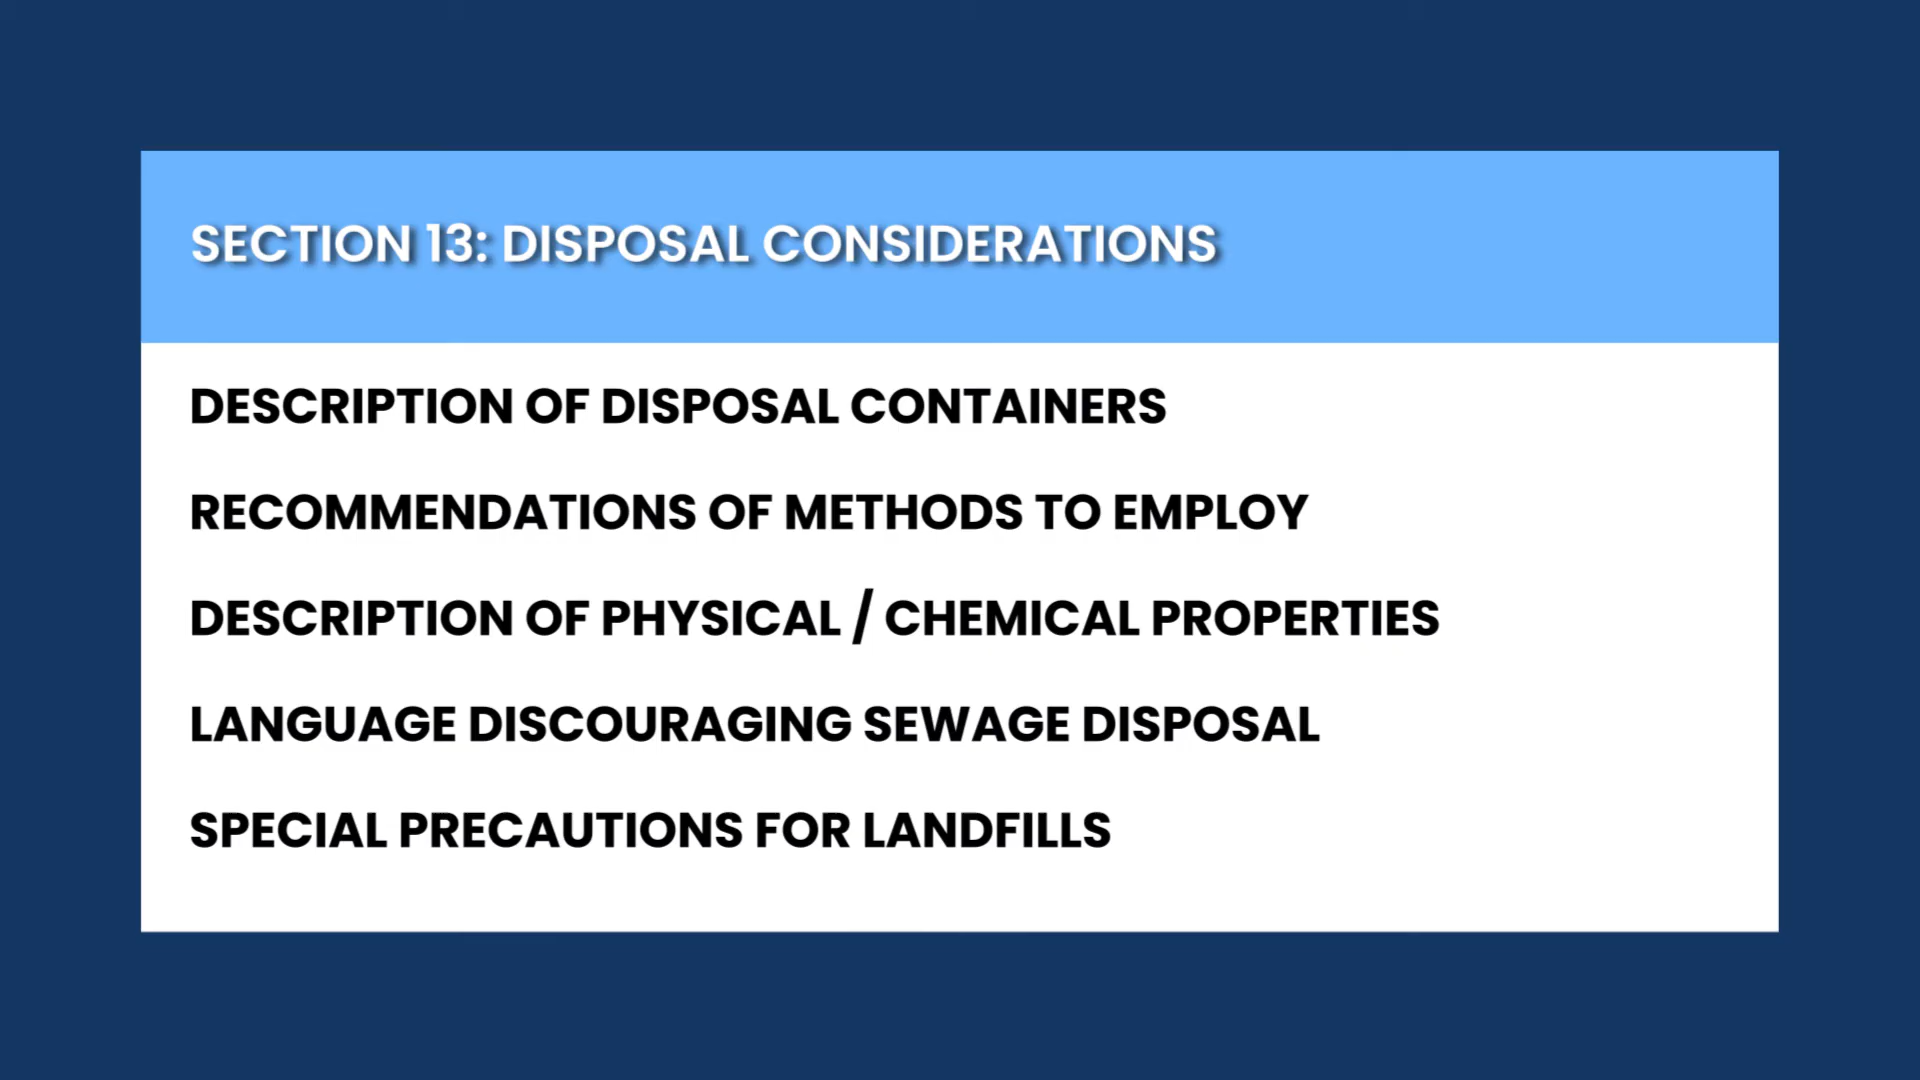 SECTION 13: DISPOSAL CONSIDERATIONS
DESCRIPTION OF DISPOSAL CONTAINERS
RECOMMENDATIONS OF METHODS TO EMPLOY
DESCRIPTION OF PHYSICAL / CHEMICAL PROPERTIES
LANGUAGE DISCOURAGING SEWAGE DISPOSAL
SPECIAL PRECAUTIONS FOR LANDFILLS